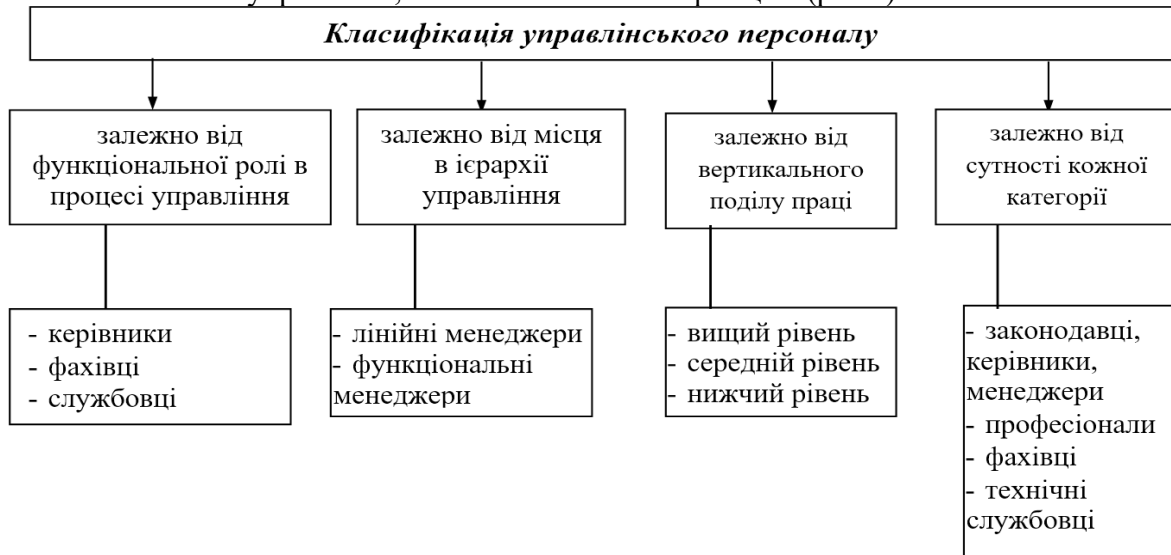 Класифікація управлінського персоналу
залежно від
функціональної ролі в
процесі управління
залежно від місця
в ієрархії
управління
залежно від
вертикального
поділу праці
залежно від
сутності кожної
категорії
- керівники
- фахівці
- службовці
- лінійні менеджери
- функціональні
менеджери
- вищий рівень
- середній рівень
- нижчий рівень
- законодавці,
керівники,
менеджери
- професіонали
- фахівці
- технічні
службовці